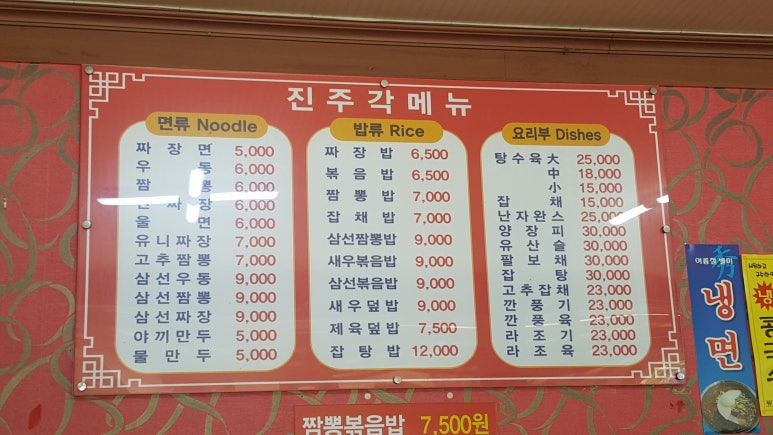 진주각메뉴
면류 Noodle
짜장면 5,000
우동 6,000
짬뽕 6,000
짜장 6,000
울면 6,000
유니짜장 7,000
고추짬뽕 7,000
삼선우동 9,000
삼선짬뽕 9,000
삼선짜장 9,000
야끼만두 5,000
물만두 5,000
밥류 Rice
짜장밥 6,500
볶음밥 6,500
짬뽕밥 7,000
잡채밥 7,000
삼선짬뽕밥 9,000
새우볶음밥 9,000
삼선볶음밥 9,000
새우덮밥 9,000
제육덮밥 7,500
잡탕밥 12,000
요리부 Dishes
탕수육 大 25,000
中 18,000
小 15,000
잡채 15,000
난자완스 25,000
양장피 30,000
유산슬 30,000
팔보채 30,000
잡탕 30,000
고추잡채 23,000
깐풍기 23,000
깐풍육 23,000
라조기 23,000
라조육 23,000
짬뽕볶음밥 7,500원
여름철 별미
냉면